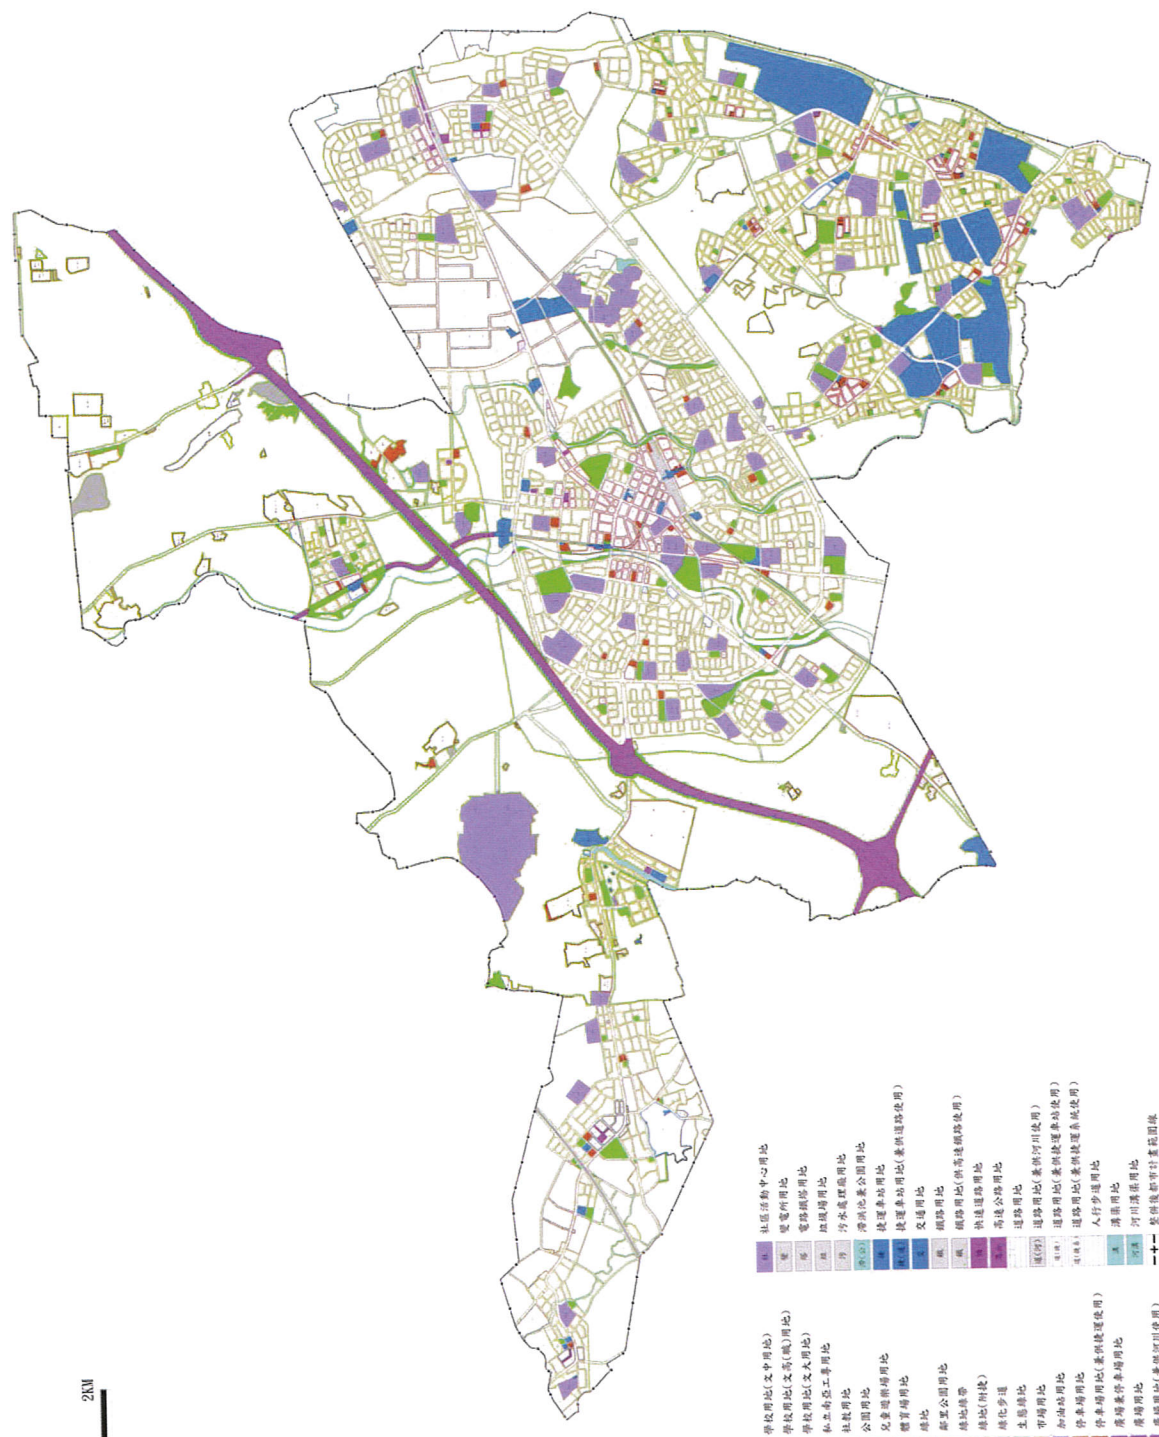 2KM
社區活動中心用地
變電所用地
電路鐵塔用地
垃圾場用地
污水處理廠用地
滯洪池兼公園用地
捷運車站用地
捷運車站用地(兼供道路使用)
交通用地
鐵路用地
鐵路用地(供高速鐵路使用)
快速道路用地
高速公路用地
道路用地
道路用地(兼供河川使用)
道路用地(兼供捷運車站使用)
道路用地(兼供捷運系統使用)
人行步道用地
溝渠用地
河川溝渠用地
整併後都市計畫範圍線
學校用地(文中用地)
學校用地(文高(職)用地)
學校用地(文大用地)
私立南亞工專用地
社教用地
公園用地
兒童遊樂場用地
體育場用地
綠地
鄰里公園用地
綠地綠帶
綠地(附捷)
綠化步道
生態綠地
市場用地
加油站用地
停車場用地
停車場用地(兼供捷運使用)
廣場兼停車場用地
廣場用地
廣場用地(兼供河川使用)